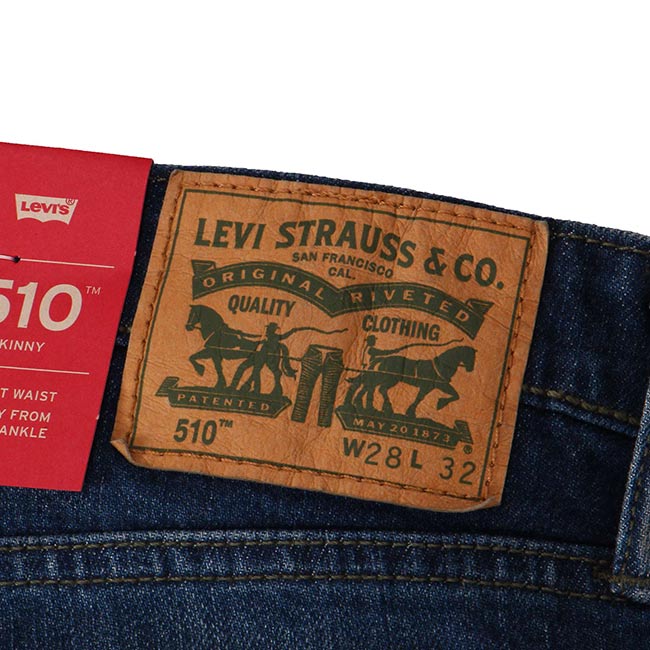 LEVI'S®
510™
KINNY
T WAIST
Y FROM
ANKLE
LEVI STRAUSS & CO.
SAN FRANCISCO
CAL.
ORIGINAL RIVETED
QUALITY CLOTHING
PATENTED MAY 20 1873 ®
510™ W28 L 32